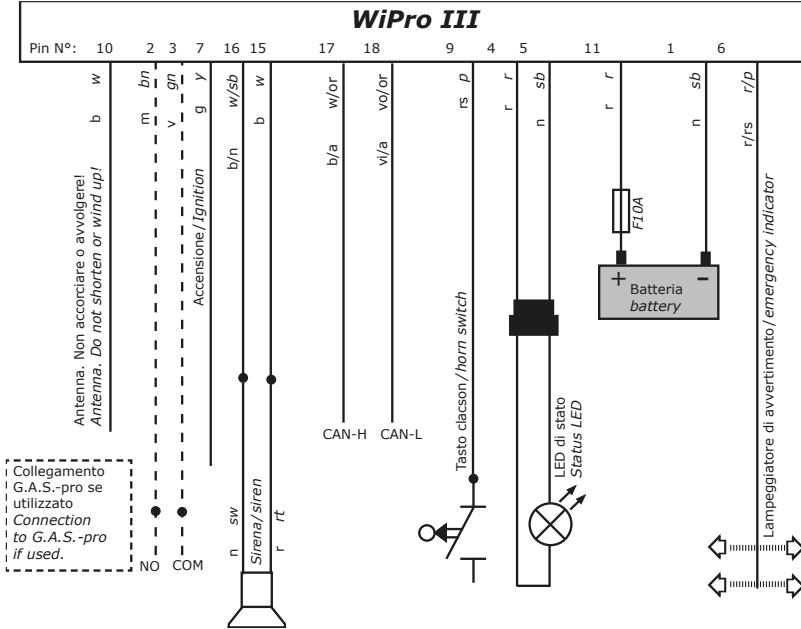 WiPro III
Pin N°: 10 2 3 7 16 15 17 18 9 4 5 11 1 6
b w
m bn
v gn
g y
b/n w/sb
b w
b/a w/or
vi/a vo/or
rs p
r r
n sb
r r
n sb
r/rs r/p
Antenna. Non accorciare o avvolgere!
Antenna. Do not shorten or wind up!
Accensione/Ignition
F10A
+ -
Batteria
battery
CAN-H CAN-L
Tasto clacson/horn switch
LED di stato
Status LED
Lampeggiatore di avvertimento/emergency indicator
Collegamento
G.A.S.-pro se
utilizzato
Connection
to G.A.S.-pro
if used.
NO COM
n sw
Sirena/siren
r rt